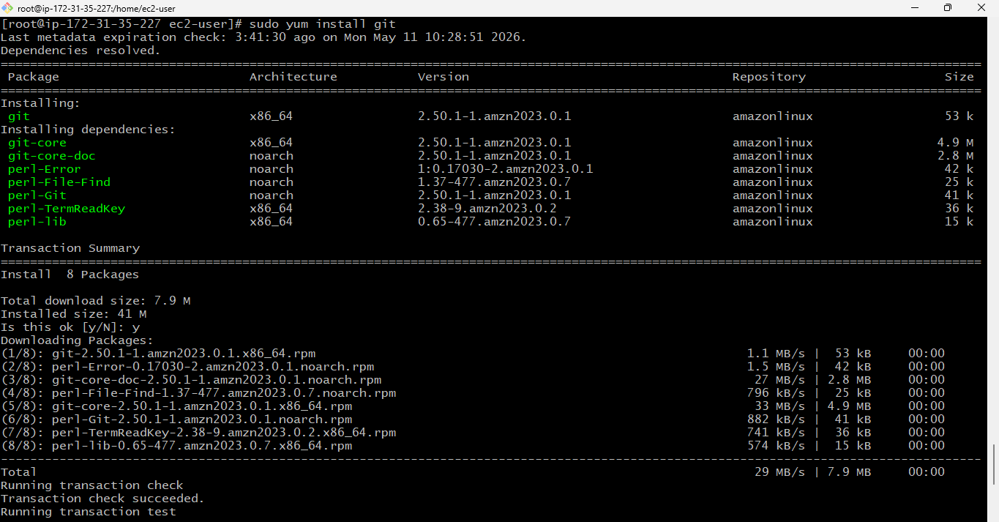 root@ip-172-31-35-227:/home/ec2-user
[root@ip-172-31-35-227 ec2-user]# sudo yum install git
Last metadata expiration check: 3:41:30 ago on Mon May 11 10:28:51 2026.
Dependencies resolved.
================================================================================
Package Architecture Version Repository Size
================================================================================
Installing:
git x86_64 2.50.1-1.amzn2023.0.1 amazonlinux 53 k
Installing dependencies:
git-core x86_64 2.50.1-1.amzn2023.0.1 amazonlinux 4.9 M
git-core-doc noarch 2.50.1-1.amzn2023.0.1 amazonlinux 2.8 M
perl-Error noarch 1:0.17030-2.amzn2023.0.1 amazonlinux 42 k
perl-File-Find noarch 1.37-477.amzn2023.0.7 amazonlinux 25 k
perl-Git noarch 2.50.1-1.amzn2023.0.1 amazonlinux 41 k
perl-TermReadKey x86_64 2.38-9.amzn2023.0.2 amazonlinux 36 k
perl-lib x86_64 0.65-477.amzn2023.0.7 amazonlinux 15 k
Transaction Summary
================================================================================
Install 8 Packages
Total download size: 7.9 M
Installed size: 41 M
Is this ok [y/N]: y
Downloading Packages:
(1/8): git-2.50.1-1.amzn2023.0.1.x86_64.rpm 1.1 MB/s | 53 kB 00:00
(2/8): perl-Error-0.17030-2.amzn2023.0.1.noarch.rpm 1.5 MB/s | 42 kB 00:00
(3/8): git-core-doc-2.50.1-1.amzn2023.0.1.noarch.rpm 27 MB/s | 2.8 MB 00:00
(4/8): perl-File-Find-1.37-477.amzn2023.0.7.noarch.rpm 796 kB/s | 25 kB 00:00
(5/8): git-core-2.50.1-1.amzn2023.0.1.x86_64.rpm 33 MB/s | 4.9 MB 00:00
(6/8): perl-Git-2.50.1-1.amzn2023.0.1.noarch.rpm 882 kB/s | 41 kB 00:00
(7/8): perl-TermReadKey-2.38-9.amzn2023.0.2.x86_64.rpm 741 kB/s | 36 kB 00:00
(8/8): perl-lib-0.65-477.amzn2023.0.7.x86_64.rpm 574 kB/s | 15 kB 00:00
--------------------------------------------------------------------------------
Total 29 MB/s | 7.9 MB 00:00
Running transaction check
Transaction check succeeded.
Running transaction test